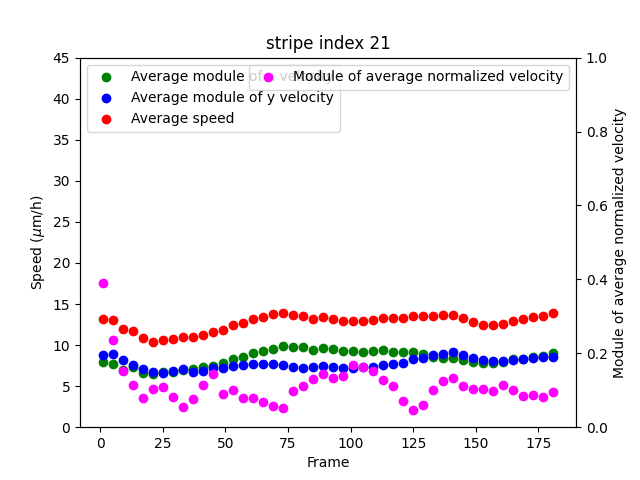 stripe index 21
Average module of x velocity
Average module of y velocity
Average speed
Module of average normalized velocity
Speed (μm/h)
Module of average normalized velocity
Frame
45
40
35
30
25
20
15
10
5
0
1.0
0.8
0.6
0.4
0.2
0.0
0 25 50 75 100 125 150 175